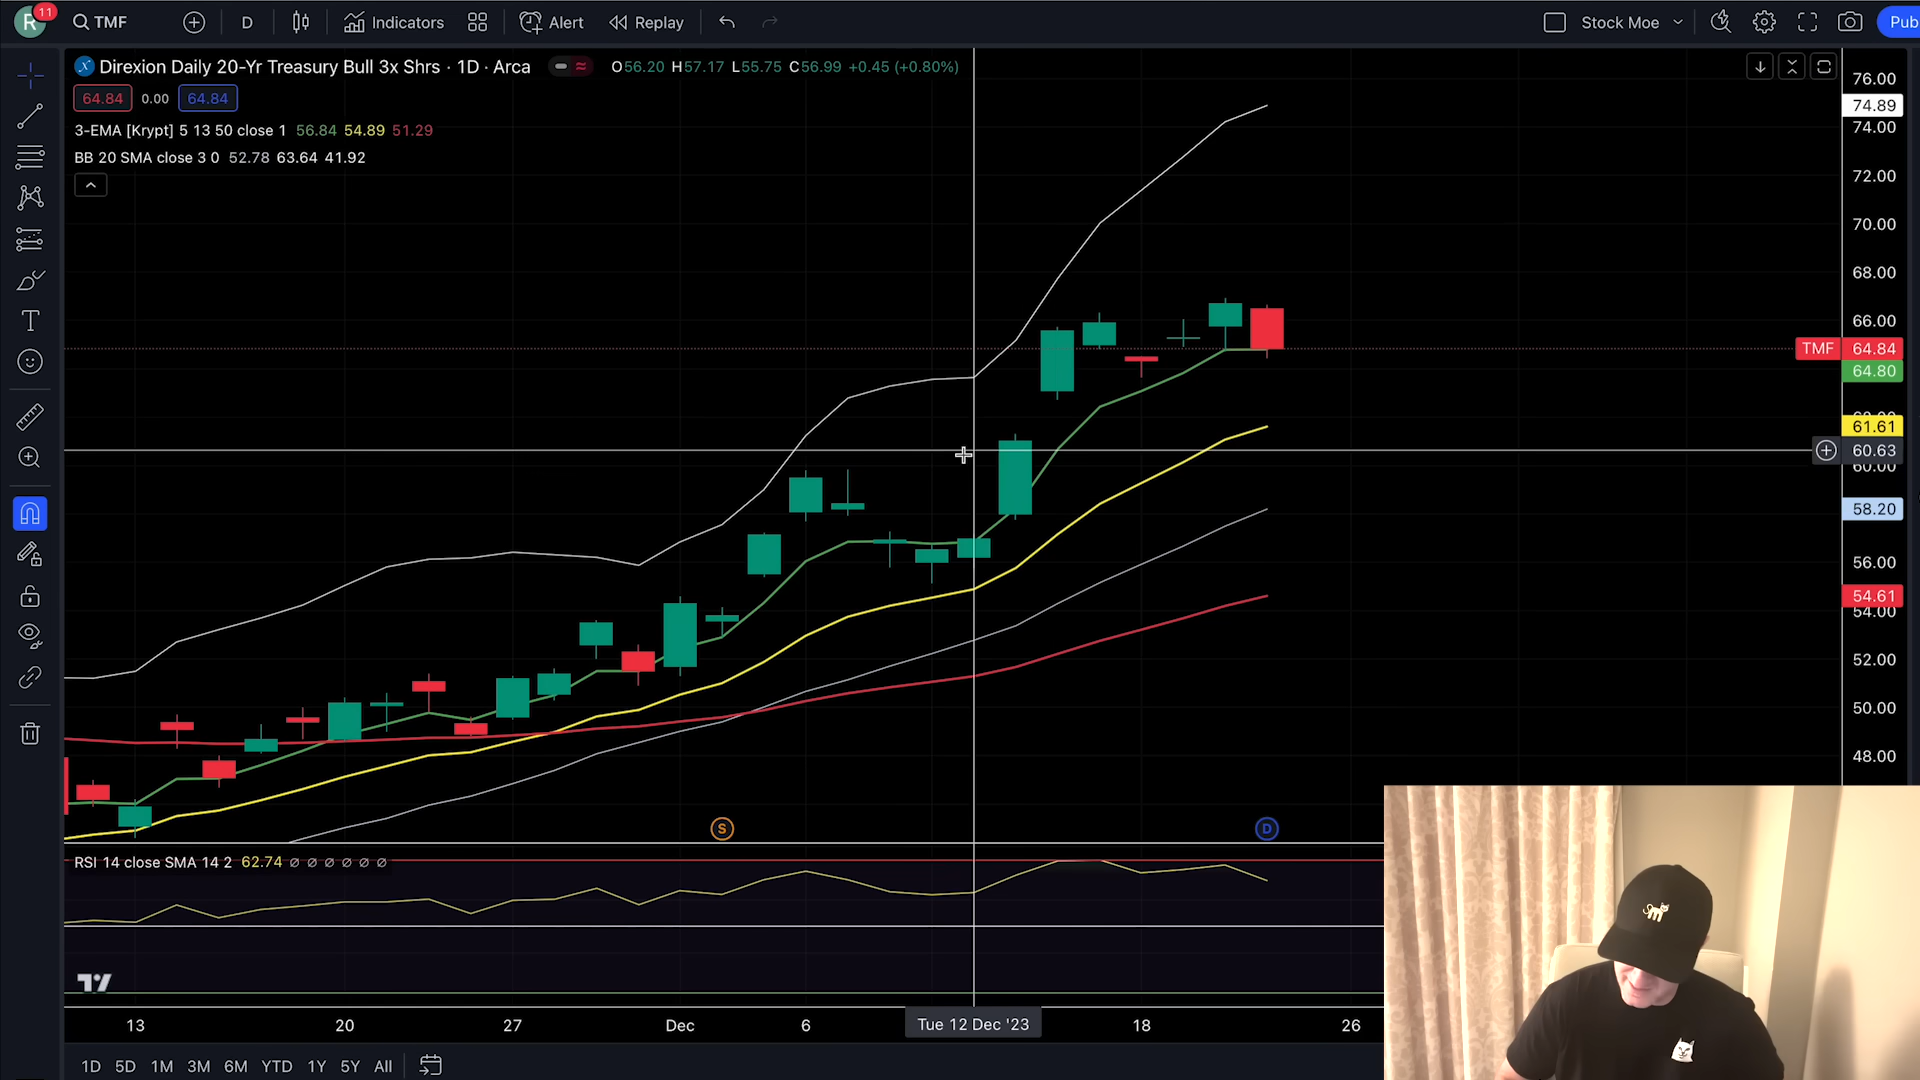 R 11 TMF D Indicators Alert Replay Stock Moe Pub
Direxion Daily 20-Yr Treasury Bull 3x Shrs · 1D · Arca O56.20 H57.17 L55.75 C56.99 +0.45 (+0.80%)
64.84 0.00 64.84
3-EMA [Krypt] 5 13 50 close 1 56.84 54.89 51.29
BB 20 SMA close 3 0 52.78 63.64 41.92
76.00
74.89
74.00
72.00
70.00
68.00
66.00
TMF 64.84
64.80
61.61
60.63
60.00
58.20
56.00
54.61
54.00
52.00
50.00
48.00
S D
RSI 14 close SMA 14 2 62.74 ∅ ∅ ∅ ∅ ∅ ∅
13 20 27 Dec 6 Tue 12 Dec '23 18 26
1D 5D 1M 3M 6M YTD 1Y 5Y All